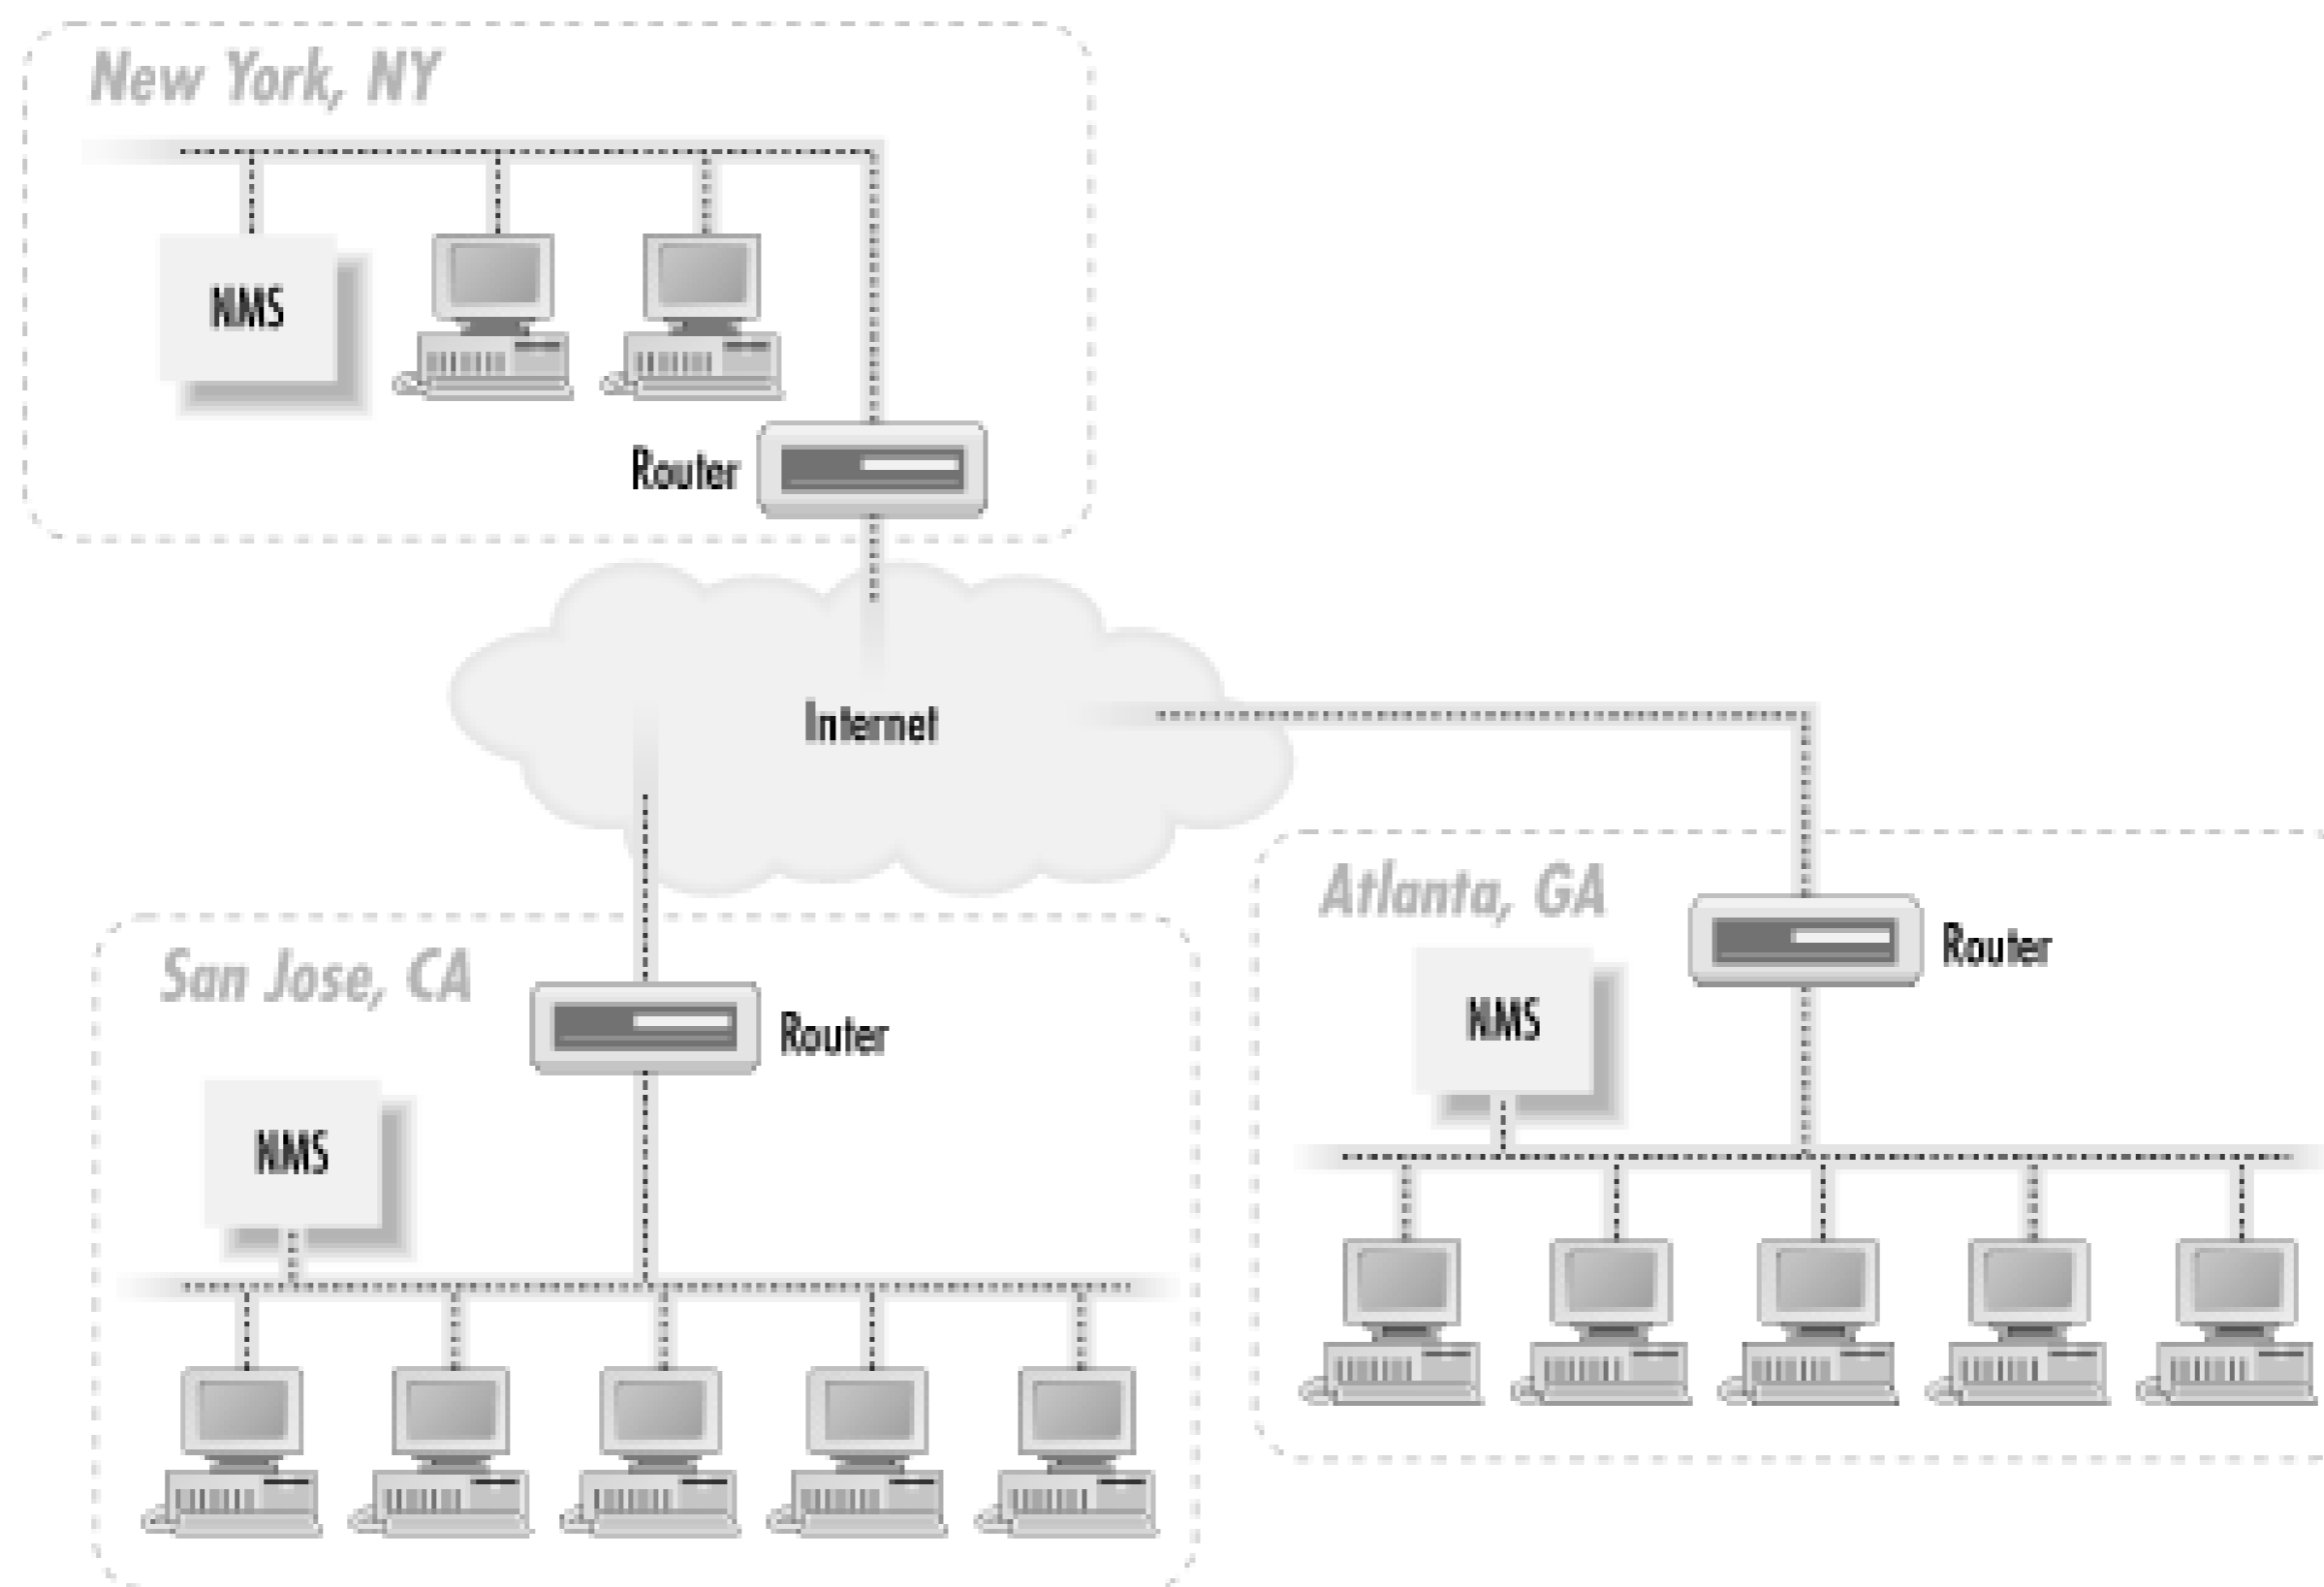 New York, NY
NMS
Router
Internet
Atlanta, GA
Router
NMS
San Jose, CA
Router
NMS